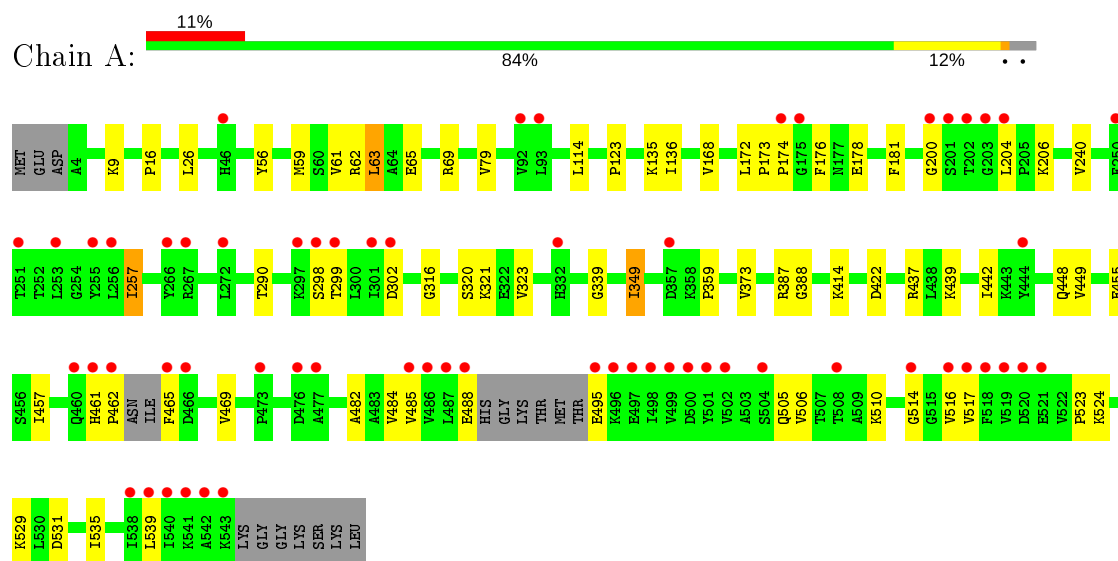 11%
Chain A:
84% 12% • •
MET GLU ASP A4 K9 P16 L26 H46 Y56 M59 S60 V61 R62 L63 A64 E65 R69 V79 V92 L93 L114 P123 K135 I136 V168 L172 P173 P174 G175 F176 N177 E178 F181 G200 S201 T202 G203 L204 P205 K206 V240
T251 T252 L253 G254 Y255 L256 I257 Y266 R267 L272 T290 K297 S298 T299 L300 I301 D302 G316 S320 K321 E322 V323 H332 G339 I349 D357 K358 P359 V373 R387 G388 K414 D422 R437 L438 K439 I442 K443 Y444 Q448 V449
S456 I457 Q460 H461 P462 ASN ILE F465 D466 V469 P473 D476 A477 A482 A483 V484 V485 V486 L487 E488 HIS GLY LYS THR MET THR E495 K496 E497 I498 V499 D500 Y501 V502 A503 S504 Q505 V506 T507 T508 A509 K510 G514 G515 V516 V517 F518 V519 D520 E521 V522 P523 K524
K529 L530 D531 I535 I538 L539 I540 K541 A542 K543 LYS GLY GLY LYS SER LYS LEU